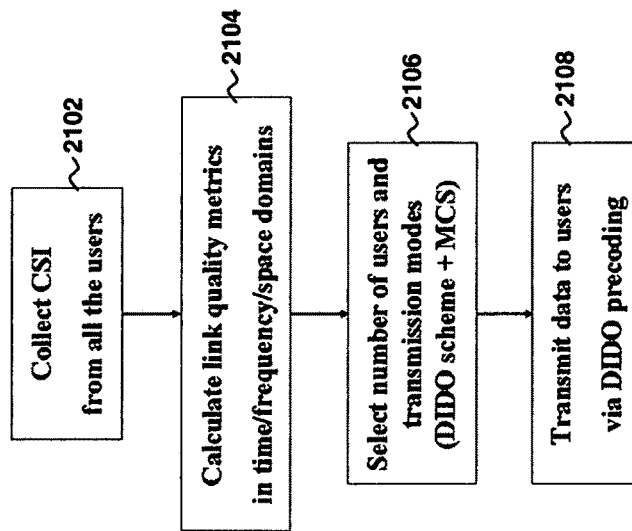 2102
Collect CSI
from all the users
2104
Calculate link quality metrics
in time/frequency/space domains
2106
Select number of users and
transmission modes
(DIDO scheme + MCS)
2108
Transmit data to users
via DIDO precoding